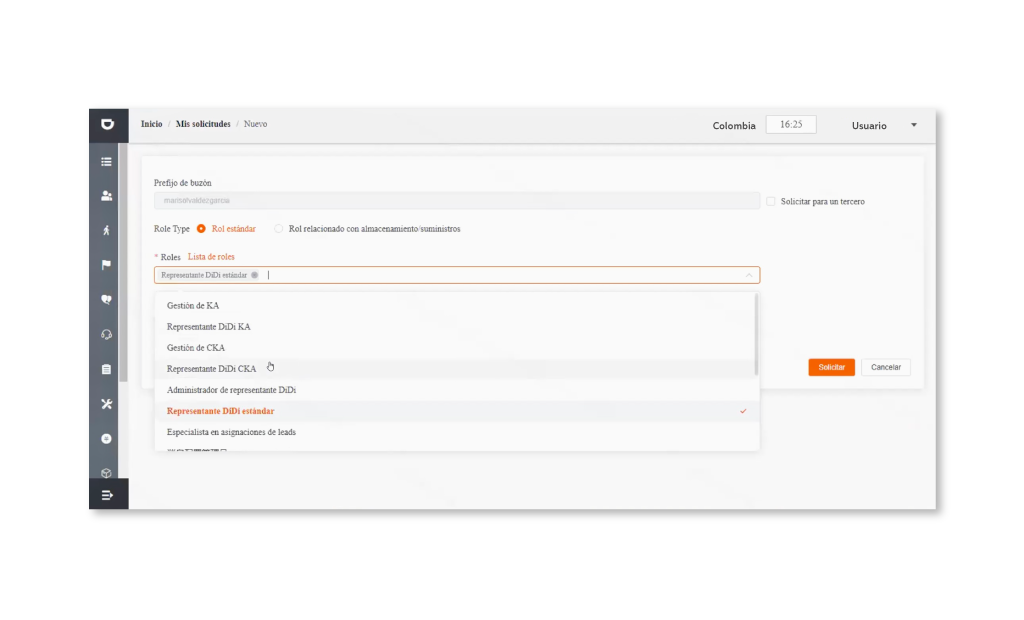 Inicio / Mis solicitudes / Nuevo
Colombia 16:25 Usuario
Prefijo de buzón
marisolvaldezgarcia
Solicitar para un tercero
Role Type Rol estándar Rol relacionado con almacenamiento/suministros
* Roles Lista de roles
Representante DiDi estándar
Gestión de KA
Representante DiDi KA
Gestión de CKA
Representante DiDi CKA
Solicitar Cancelar
Administrador de representante DiDi
Representante DiDi estándar
Especialista en asignaciones de leads